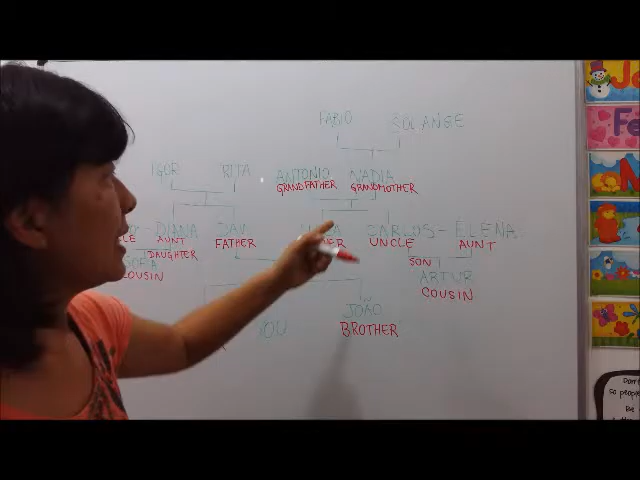 FABIO SOLANGE
IGOR RITA ANTONIO NADIA
GRANDFATHER GRANDMOTHER
DIANA CARLOS - ELENA
AUNT FATHER UNCLE AUNT
DAUGHTER SON
SOFIA ARTUR
COUSIN COUSIN
YOU JOÃO
BROTHER